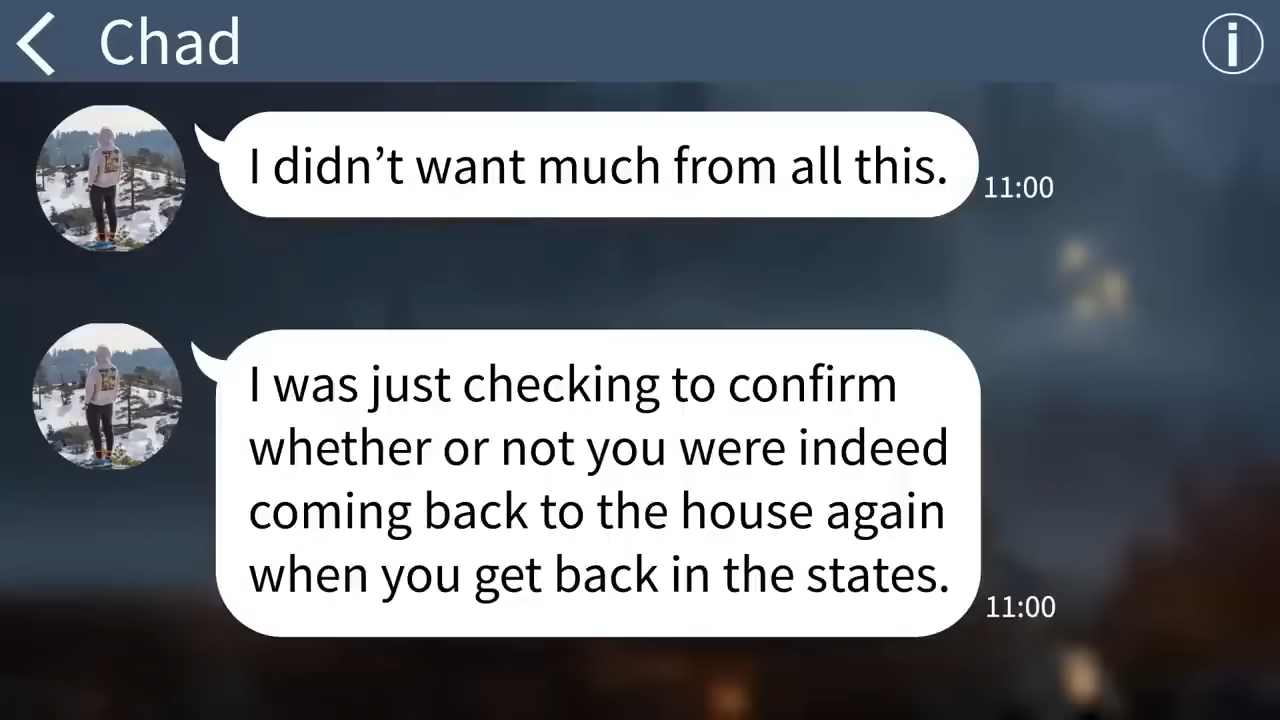 Chad
I didn’t want much from all this.
11:00
I was just checking to confirm
whether or not you were indeed
coming back to the house again
when you get back in the states.
11:00